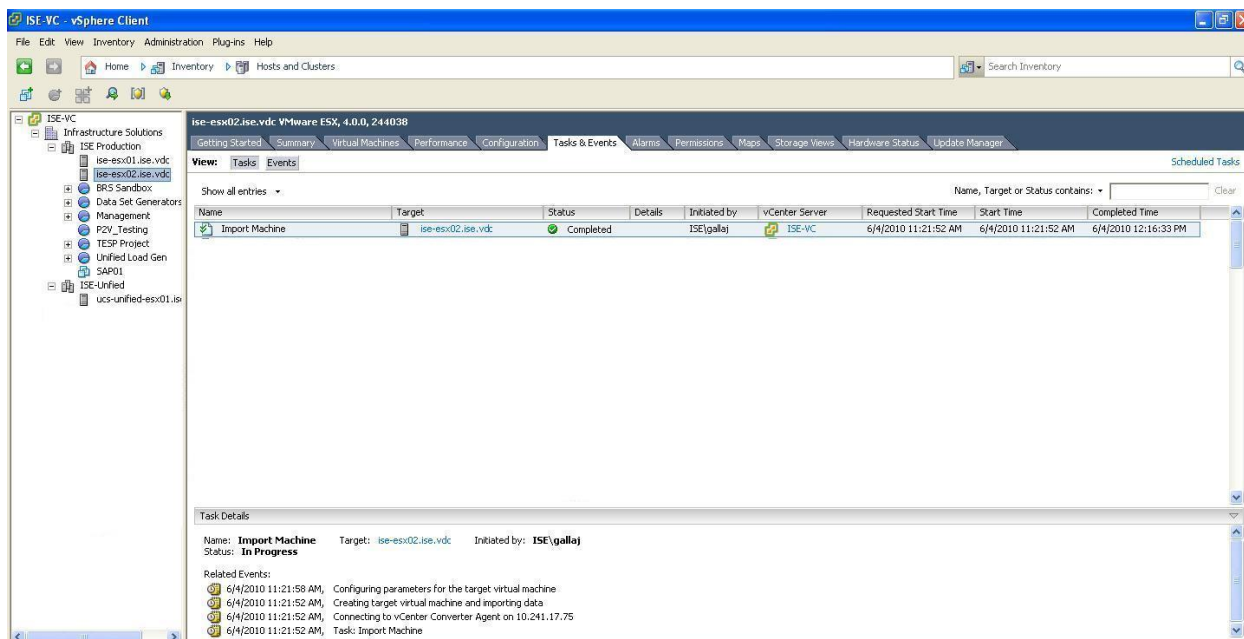 ISE-VC - vSphere Client
File Edit View Inventory Administration Plug-ins Help
Home Inventory Hosts and Clusters Search Inventory
ISE-VC
Infrastructure Solutions
ISE Production
ise-esx01.ise.vdc
ise-esx02.ise.vdc
BRS Sandbox
Data Set Generators
Management
P2V_Testing
TESP Project
Unified Load Gen
SAP01
ISE-Unfied
ucs-unified-esx01.ise
ise-esx02.ise.vdc VMware ESX, 4.0.0, 244038
Getting Started Summary Virtual Machines Performance Configuration Tasks & Events Alarms Permissions Maps Storage Views Hardware Status Update Manager
View: Tasks Events Scheduled Tasks
Show all entries Name, Target or Status contains: Clear
Name Target Status Details Initiated by vCenter Server Requested Start Time Start Time Completed Time
Import Machine ise-esx02.ise.vdc Completed ISE\gallaj ISE-VC 6/4/2010 11:21:52 AM 6/4/2010 11:21:52 AM 6/4/2010 12:16:33 PM
Task Details
Name: Import Machine Target: ise-esx02.ise.vdc Initiated by: ISE\gallaj
Status: In Progress
Related Events:
6/4/2010 11:21:58 AM, Configuring parameters for the target virtual machine
6/4/2010 11:21:52 AM, Creating target virtual machine and importing data
6/4/2010 11:21:52 AM, Connecting to vCenter Converter Agent on 10.241.17.75
6/4/2010 11:21:52 AM, Task: Import Machine